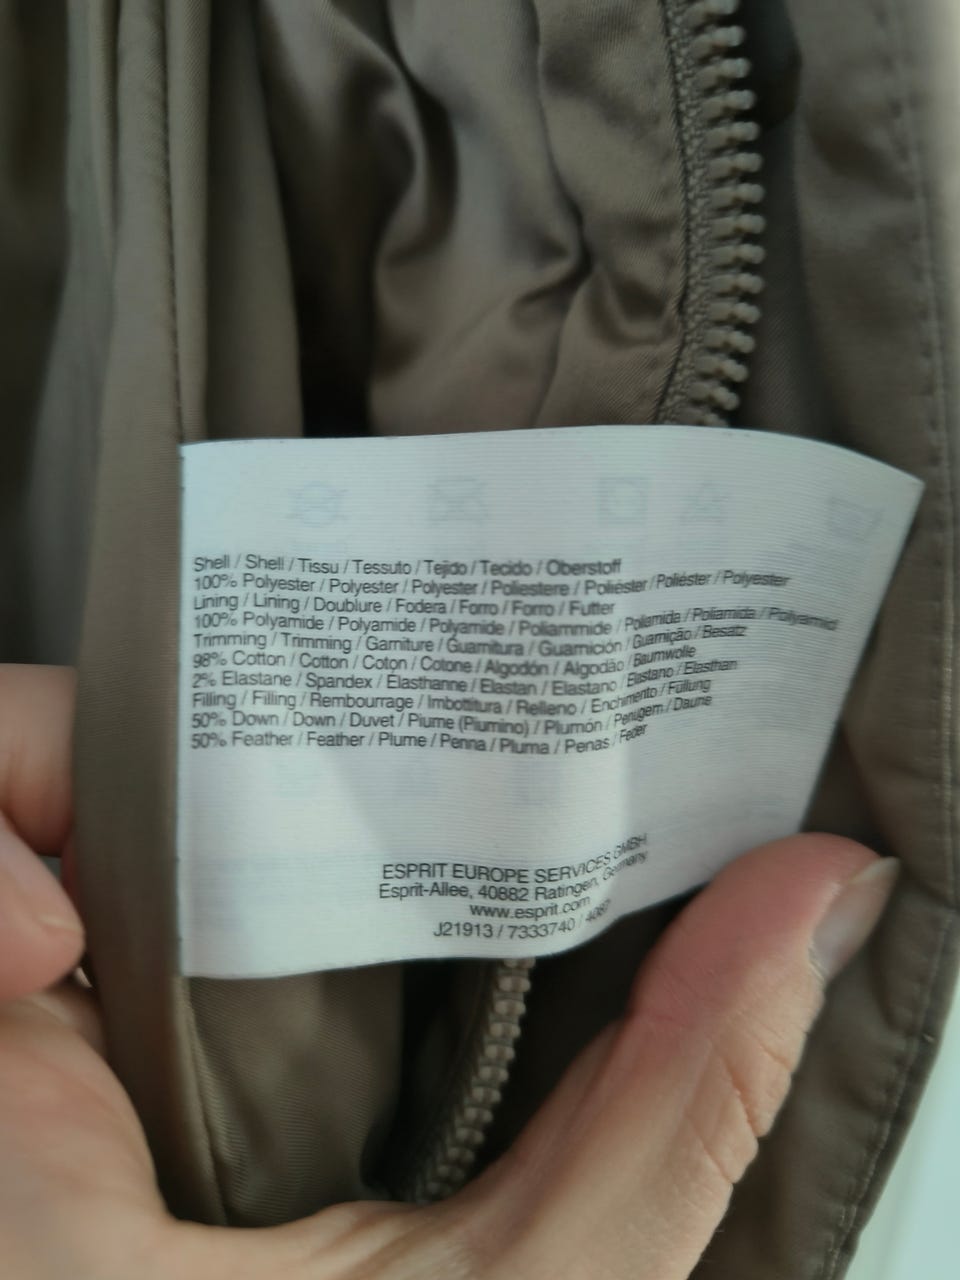 Shell / Shell / Tissu / Tessuto / Tejido / Tecido / Oberstoff
100% Polyester / Polyester / Polyester / Poliestere / Poliéster / Poliéster / Polyester
Lining / Lining / Doublure / Fodera / Forro / Forro / Futter
100% Polyamide / Polyamide / Polyamide / Poliammide / Poliamida / Poliamida / Polyamid
Trimming / Trimming / Garniture / Guarnitura / Guarnición / Guarnição / Besatz
98% Cotton / Cotton / Coton / Cotone / Algodón / Algodão / Baumwolle
2% Elastane / Spandex / Élasthanne / Elastan / Elastano / Elastano / Elasthan
Filling / Filling / Rembourrage / Imbottitura / Relleno / Enchimento / Füllung
50% Down / Down / Duvet / Piume (Piumino) / Plumón / Penugem / Daune
50% Feather / Feather / Plume / Penna / Pluma / Penas / Feder
ESPRIT EUROPE SERVICES GMBH
Esprit-Allee, 40882 Ratingen, Germany
www.esprit.com
J21913 / 7333740 / 4087